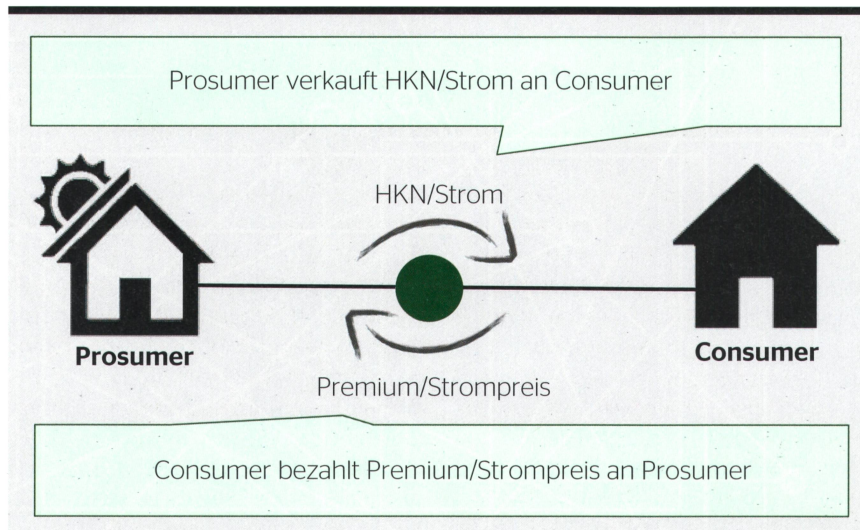 Prosumer verkauft HKN/Strom an Consumer
HKN/Strom
Prosumer
Consumer
Premium/Strompreis
Consumer bezahlt Premium/Strompreis an Prosumer